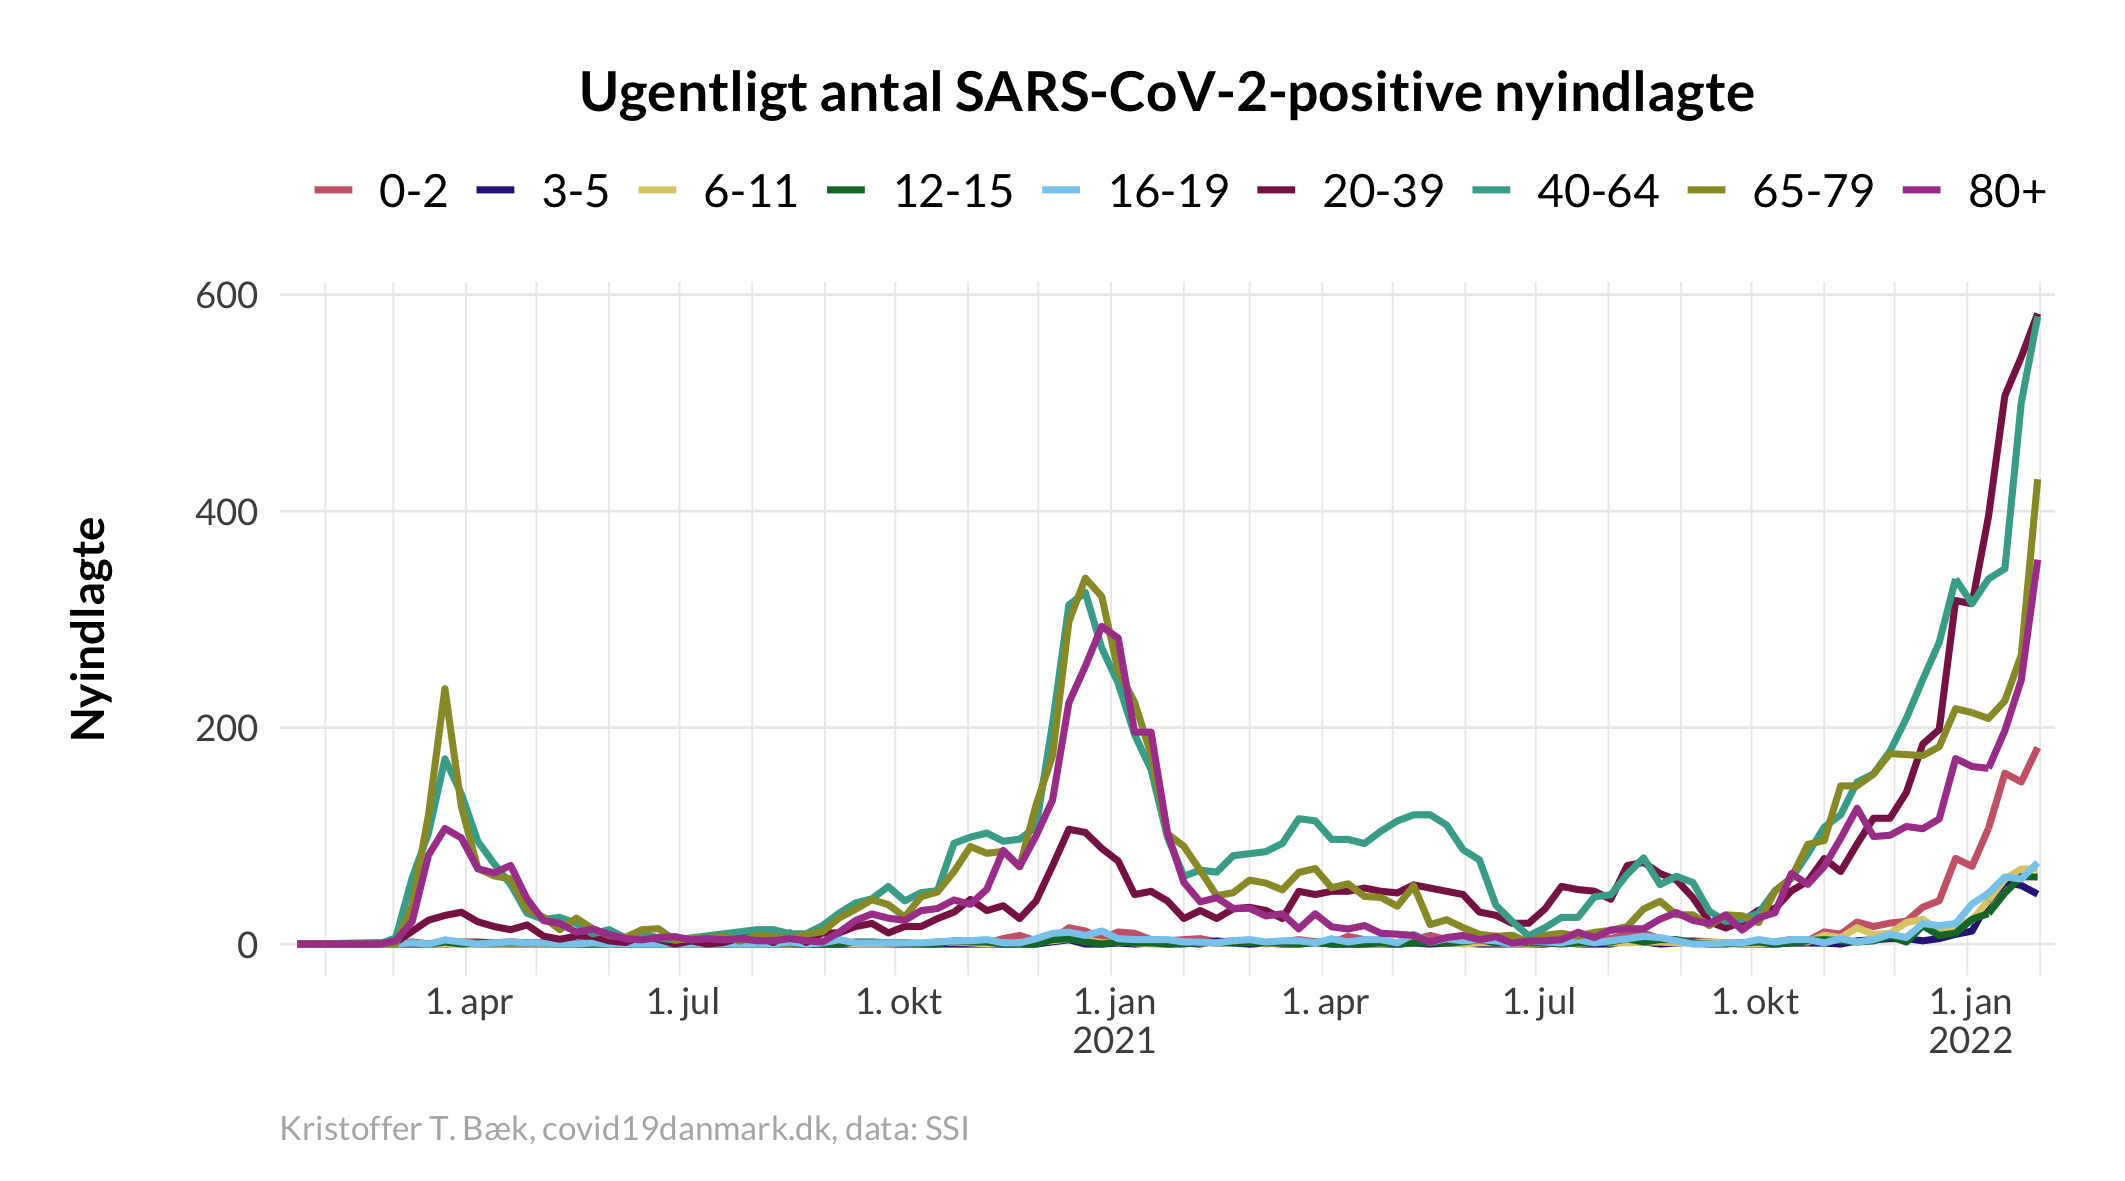 Ugentligt antal SARS-CoV-2-positive nyindlagte
0-2 3-5 6-11 12-15 16-19 20-39 40-64 65-79 80+
Nyindlagte
600
400
200
0
1. apr 1. jul 1. okt 1. jan 1. apr 1. jul 1. okt 1. jan
2021 2022
Kristoffer T. Bæk, covid19danmark.dk, data: SSI